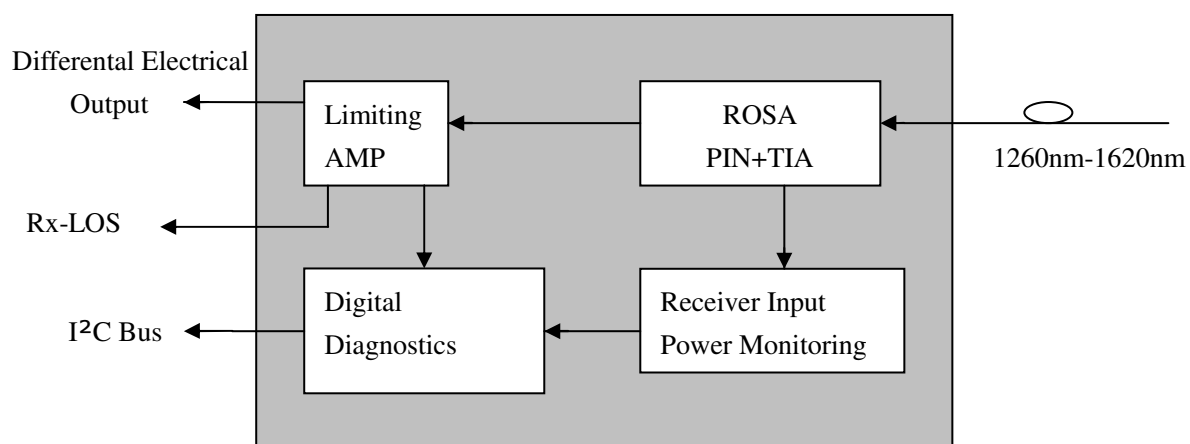 Differental Electrical
Output
Limiting
AMP
ROSA
PIN+TIA
1260nm-1620nm
Rx-LOS
I²C Bus
Digital
Diagnostics
Receiver Input
Power Monitoring